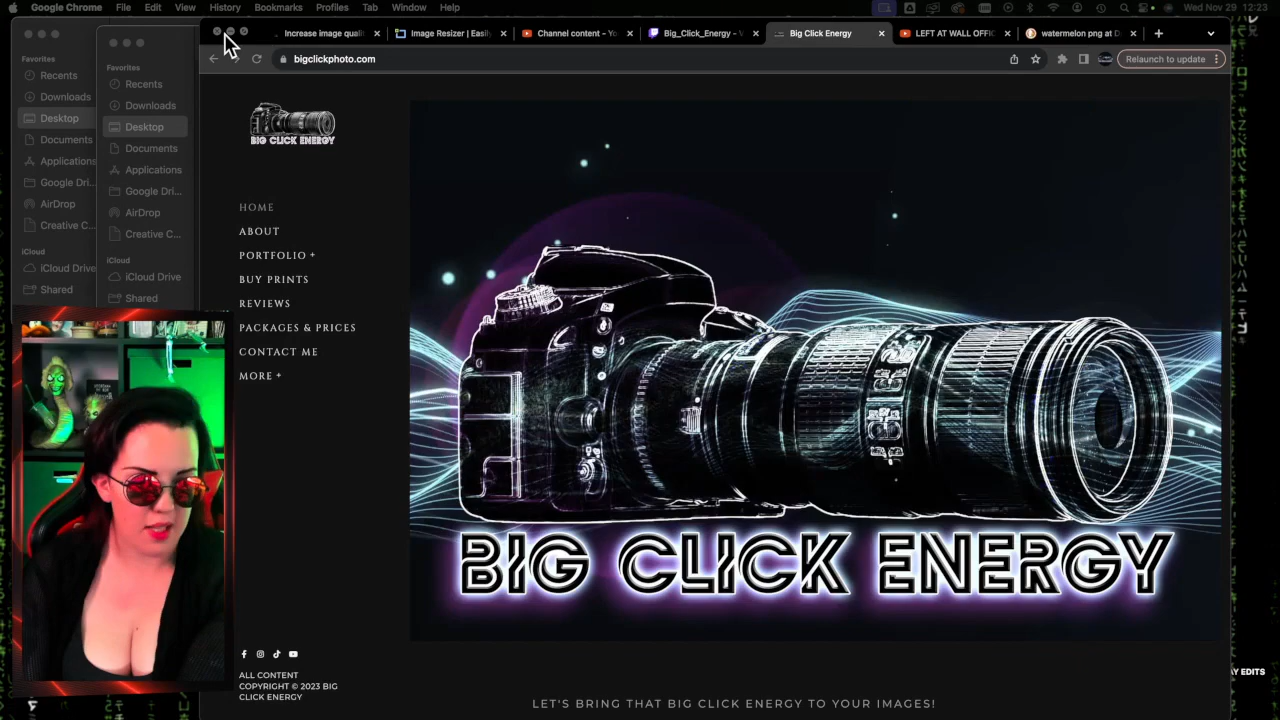 Google Chrome File Edit View History Bookmarks Profiles Tab Window Help Wed Nov 29 12:23
Increase image quali
Image Resizer | Easily
Channel content - Yo
Big_Click_Energy - 
Big Click Energy
LEFT AT WALL OFFIC
watermelon png at D
bigclickphoto.com
Relaunch to update
Favorites
Recents
Downloads
Desktop
Documents
Applications
Google Dri...
AirDrop
Creative C...
iCloud
iCloud Drive
Shared
Favorites
Recents
Downloads
Desktop
Documents
Applications
Google Dri...
AirDrop
Creative C...
iCloud
iCloud Drive
Shared
BIG CLICK ENERGY
HOME
ABOUT
PORTFOLIO +
BUY PRINTS
REVIEWS
PACKAGES & PRICES
CONTACT ME
MORE +
BIG CLICK ENERGY
ALL CONTENT
COPYRIGHT © 2023 BIG
CLICK ENERGY
LET'S BRING THAT BIG CLICK ENERGY TO YOUR IMAGES!
AY EDITS